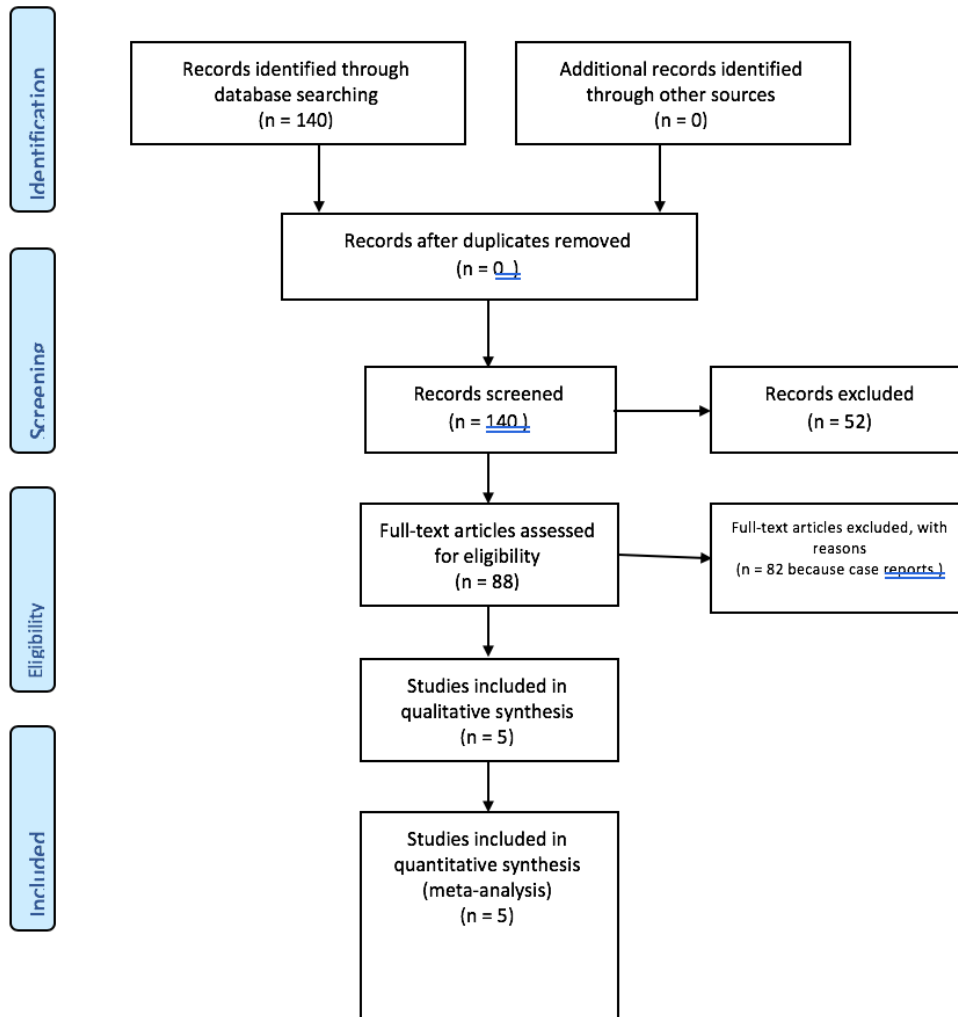 Identification
Records identified through
database searching
(n = 140)
Additional records identified
through other sources
(n = 0)
Records after duplicates removed
(n = 0 )
Screening
Records screened
(n = 140 )
Records excluded
(n = 52)
Eligibility
Full-text articles assessed
for eligibility
(n = 88)
Full-text articles excluded, with
reasons
(n = 82 because case reports )
Studies included in
qualitative synthesis
(n = 5)
Included
Studies included in
quantitative synthesis
(meta-analysis)
(n = 5)